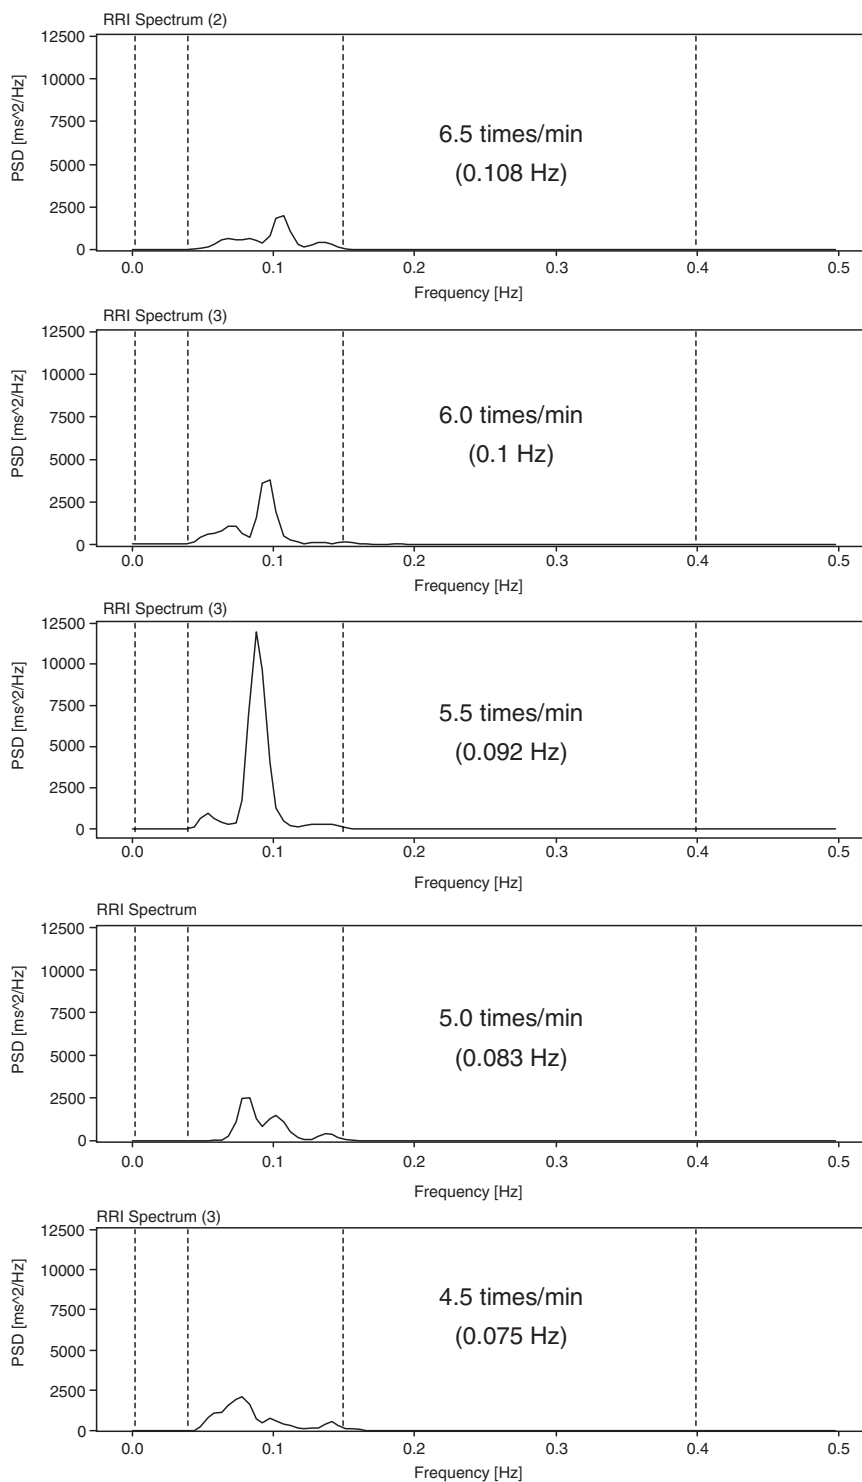 RRI Spectrum (2)
12500
10000
7500
5000
2500
0
PSD [ms^2/Hz]
6.5 times/min
(0.108 Hz)
0.0 0.1 0.2 0.3 0.4 0.5
Frequency [Hz]
RRI Spectrum (3)
12500
10000
7500
5000
2500
0
PSD [ms^2/Hz]
6.0 times/min
(0.1 Hz)
0.0 0.1 0.2 0.3 0.4 0.5
Frequency [Hz]
RRI Spectrum (3)
12500
10000
7500
5000
2500
0
PSD [ms^2/Hz]
5.5 times/min
(0.092 Hz)
0.0 0.1 0.2 0.3 0.4 0.5
Frequency [Hz]
RRI Spectrum
12500
10000
7500
5000
2500
0
PSD [ms^2/Hz]
5.0 times/min
(0.083 Hz)
0.0 0.1 0.2 0.3 0.4 0.5
Frequency [Hz]
RRI Spectrum (3)
12500
10000
7500
5000
2500
0
PSD [ms^2/Hz]
4.5 times/min
(0.075 Hz)
0.0 0.1 0.2 0.3 0.4 0.5
Frequency [Hz]